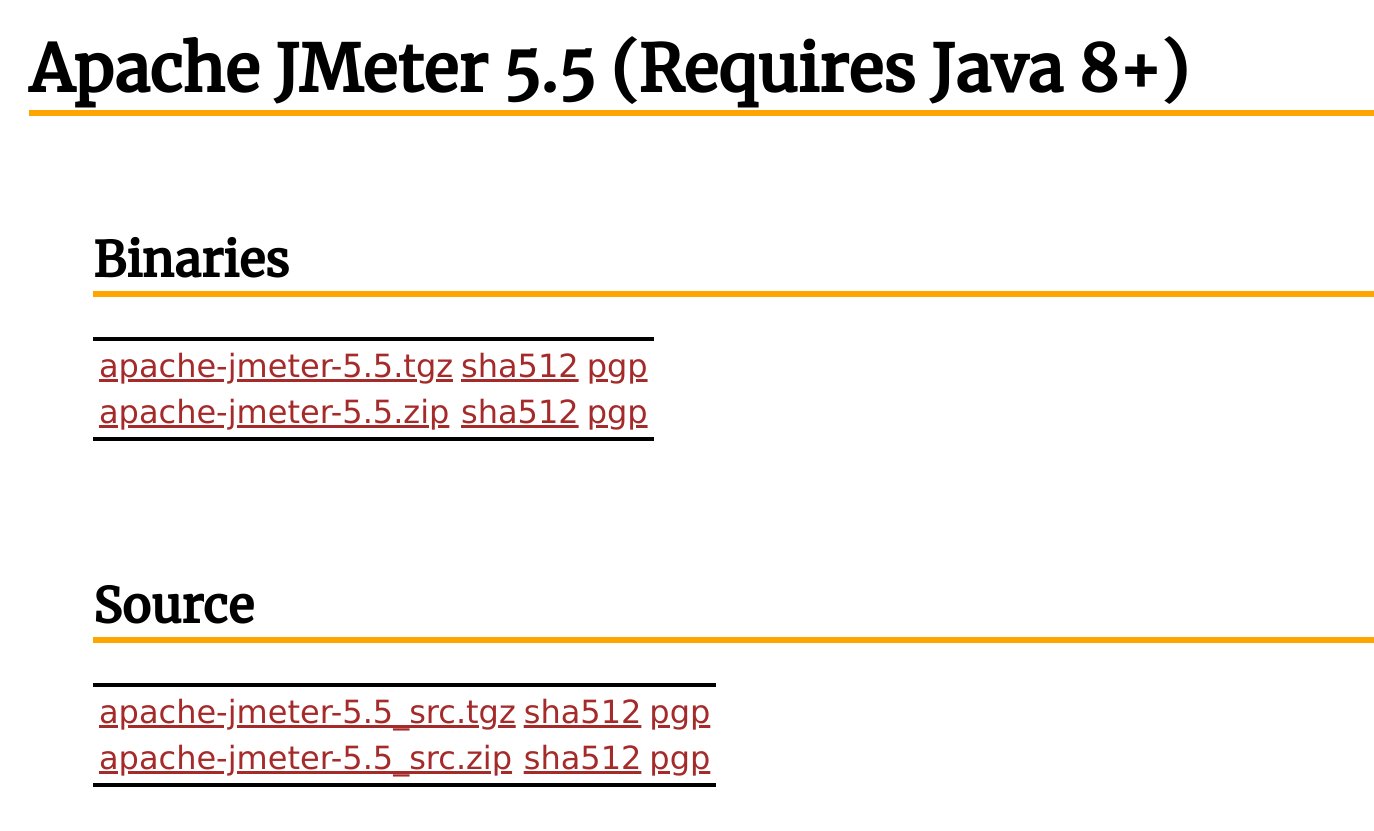 Apache JMeter 5.5 (Requires Java 8+)
Binaries
apache-jmeter-5.5.tgz sha512 pgp
apache-jmeter-5.5.zip sha512 pgp
Source
apache-jmeter-5.5_src.tgz sha512 pgp
apache-jmeter-5.5_src.zip sha512 pgp